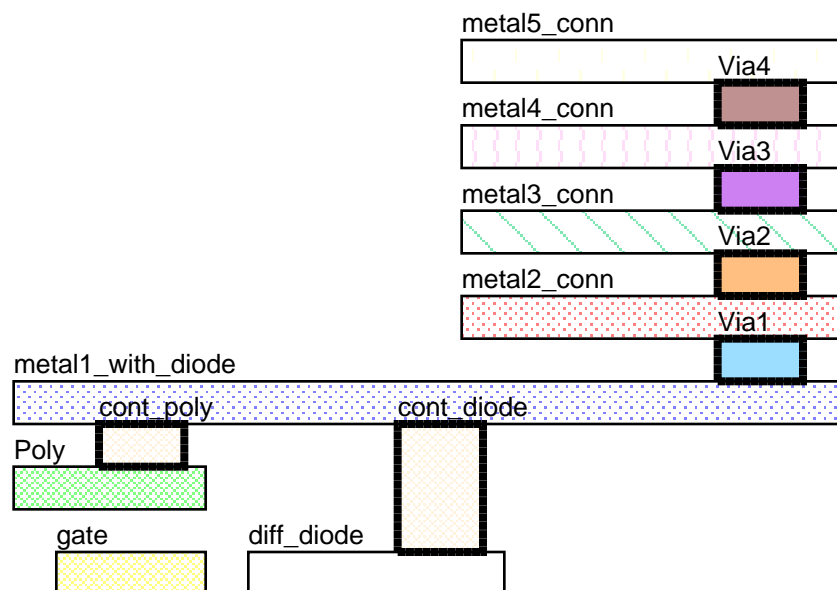 metal5_conn
Via4
metal4_conn
Via3
metal3_conn
Via2
metal2_conn
Via1
metal1_with_diode
cont_poly
cont_diode
Poly
gate
diff_diode